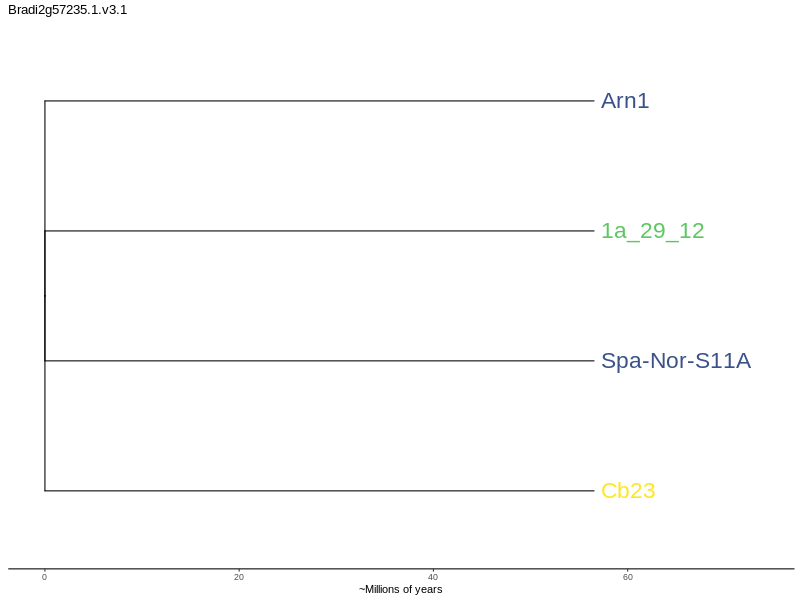 Bradi2g57235.1.v3.1
Arn1
1a_29_12
Spa-Nor-S11A
Cb23
0 20 40 60
~Millions of years